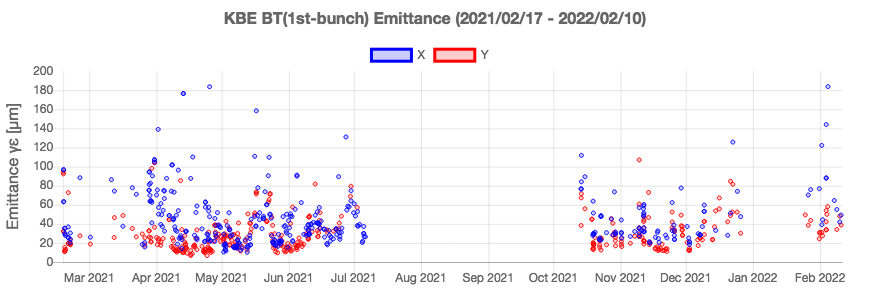 KBE BT(1st-bunch) Emittance (2021/02/17 - 2022/02/10)
X Y
Emittance γε [μm]
200
180
160
140
120
100
80
60
40
20
0
Mar 2021 Apr 2021 May 2021 Jun 2021 Jul 2021 Aug 2021 Sep 2021 Oct 2021 Nov 2021 Dec 2021 Jan 2022 Feb 2022